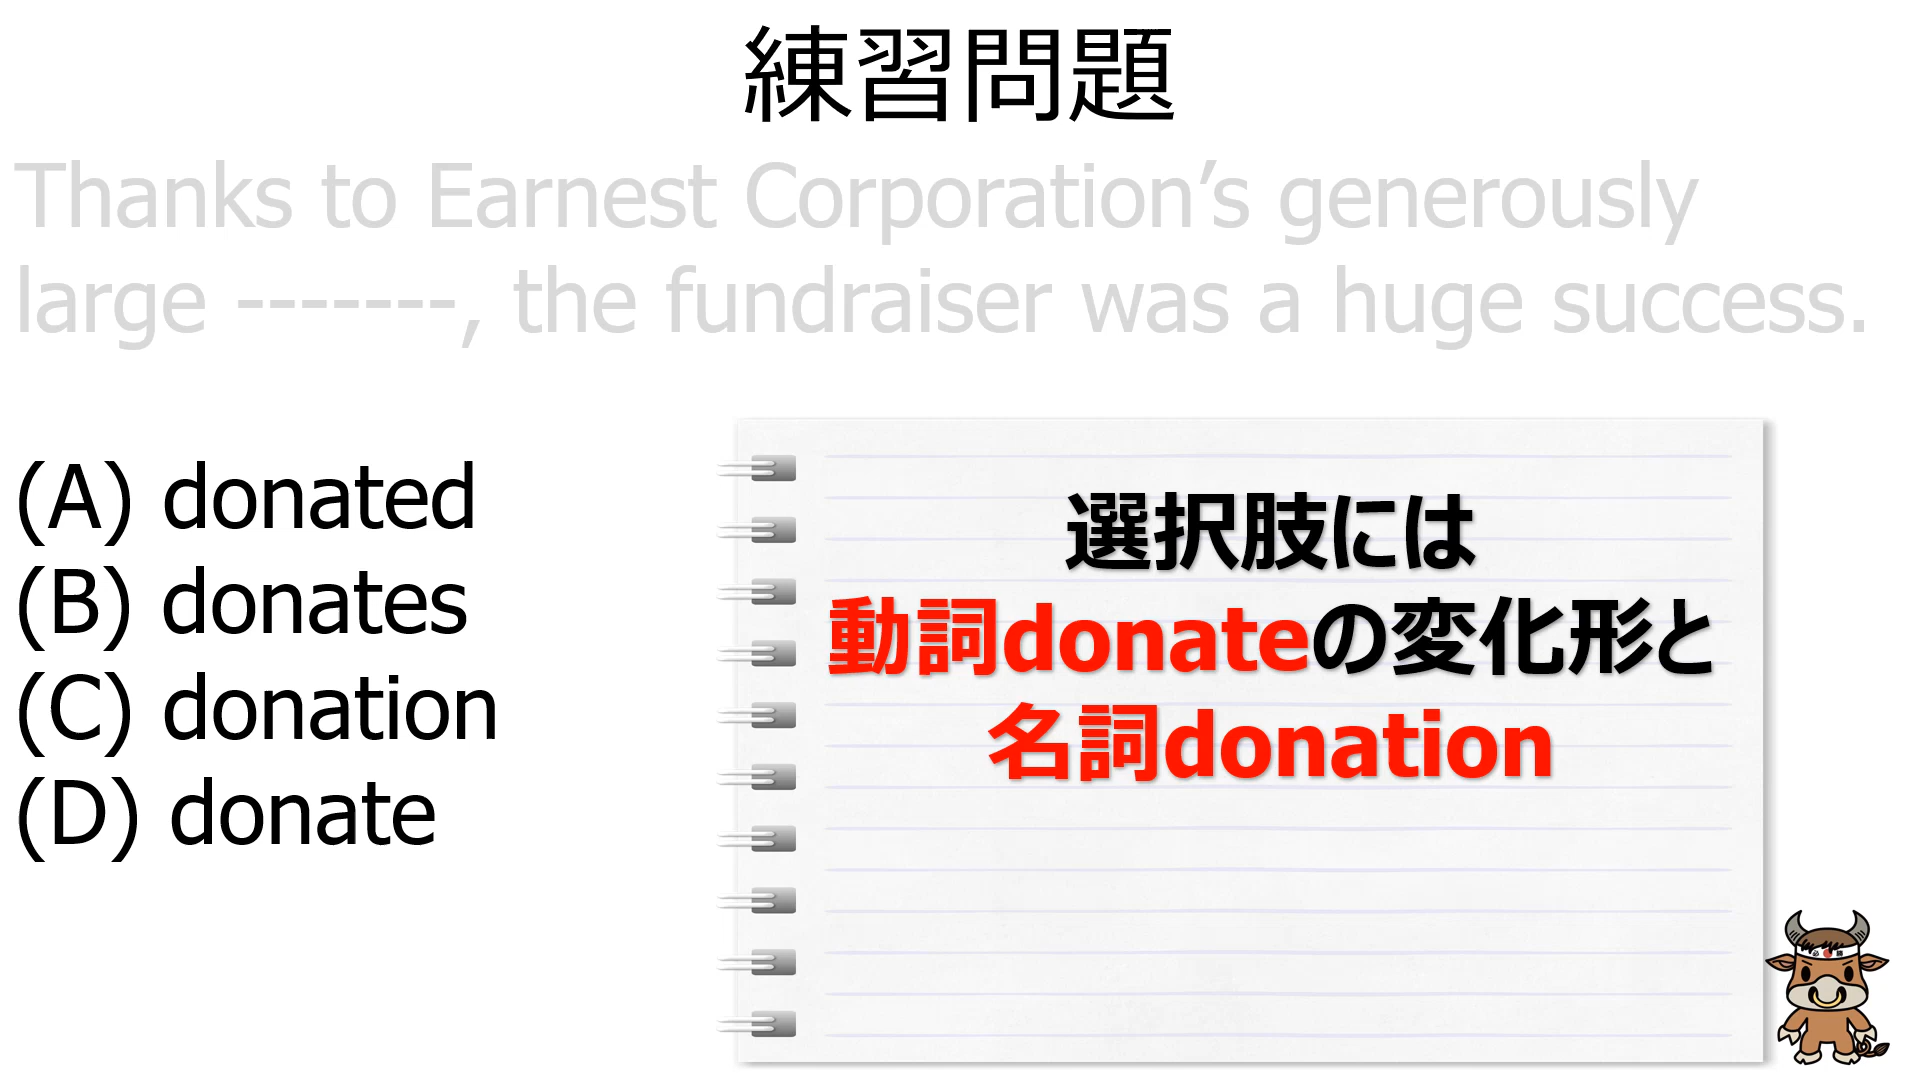 練習問題
Thanks to Earnest Corporation’s generously
large -------, the fundraiser was a huge success.
(A) donated
(B) donates
(C) donation
(D) donate
選択肢には
動詞donateの変化形と
名詞donation
必 勝